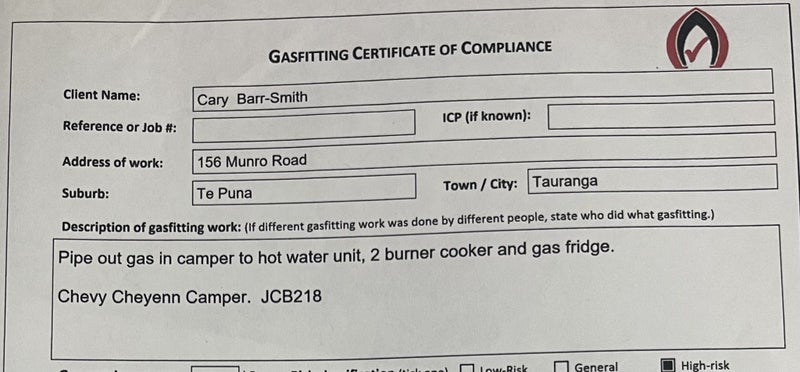 GASFITTING CERTIFICATE OF COMPLIANCE
Client Name: Cary Barr-Smith
Reference or Job #: ICP (if known):
Address of work: 156 Munro Road
Suburb: Te Puna Town / City: Tauranga
Description of gasfitting work: (If different gasfitting work was done by different people, state who did what gasfitting.)
Pipe out gas in camper to hot water unit, 2 burner cooker and gas fridge.
Chevy Cheyenn Camper. JCB218
Low-Risk General High-risk